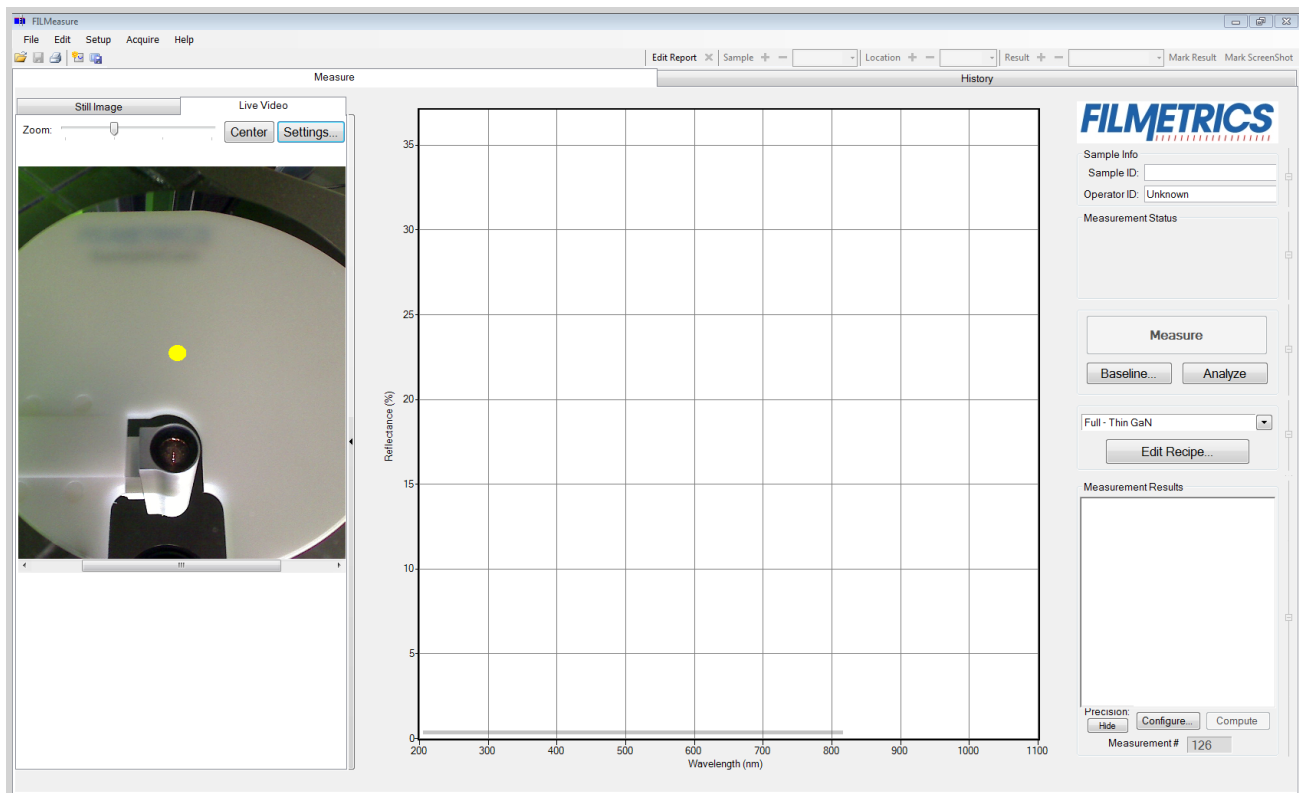 FILMeasure
File Edit Setup Acquire Help
Edit Report Sample Location Result Mark Result Mark ScreenShot
Measure History
Still Image Live Video
Zoom: Center Settings...
FILMETRICS
Sample Info
Sample ID:
Operator ID: Unknown
Measurement Status
Measure
Baseline... Analyze
Full - Thin GaN
Edit Recipe...
Measurement Results
Precision:
Hide Configure... Compute
Measurement # 126
Reflectance (%)
35
30
25
20
15
10
5
0
200 300 400 500 600 700 800 900 1000 1100
Wavelength (nm)